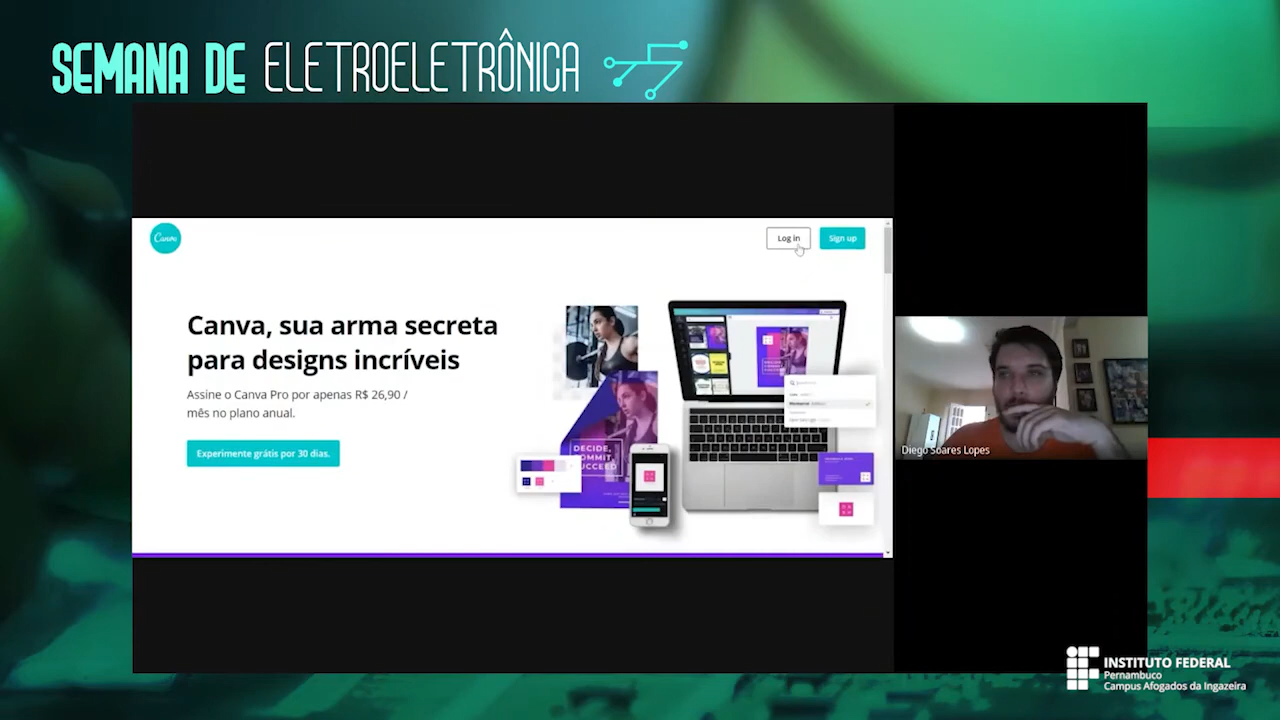 SEMANA DE ELETROELETRÔNICA
Canva
Log in
Sign up
Canva, sua arma secreta
para designs incríveis
Assine o Canva Pro por apenas R$ 26,90 /
mês no plano anual.
Experimente grátis por 30 dias.
DECIDE,
COMMIT,
SUCCEED
Diego Soares Lopes
INSTITUTO FEDERAL
Pernambuco
Campus Afogados da Ingazeira